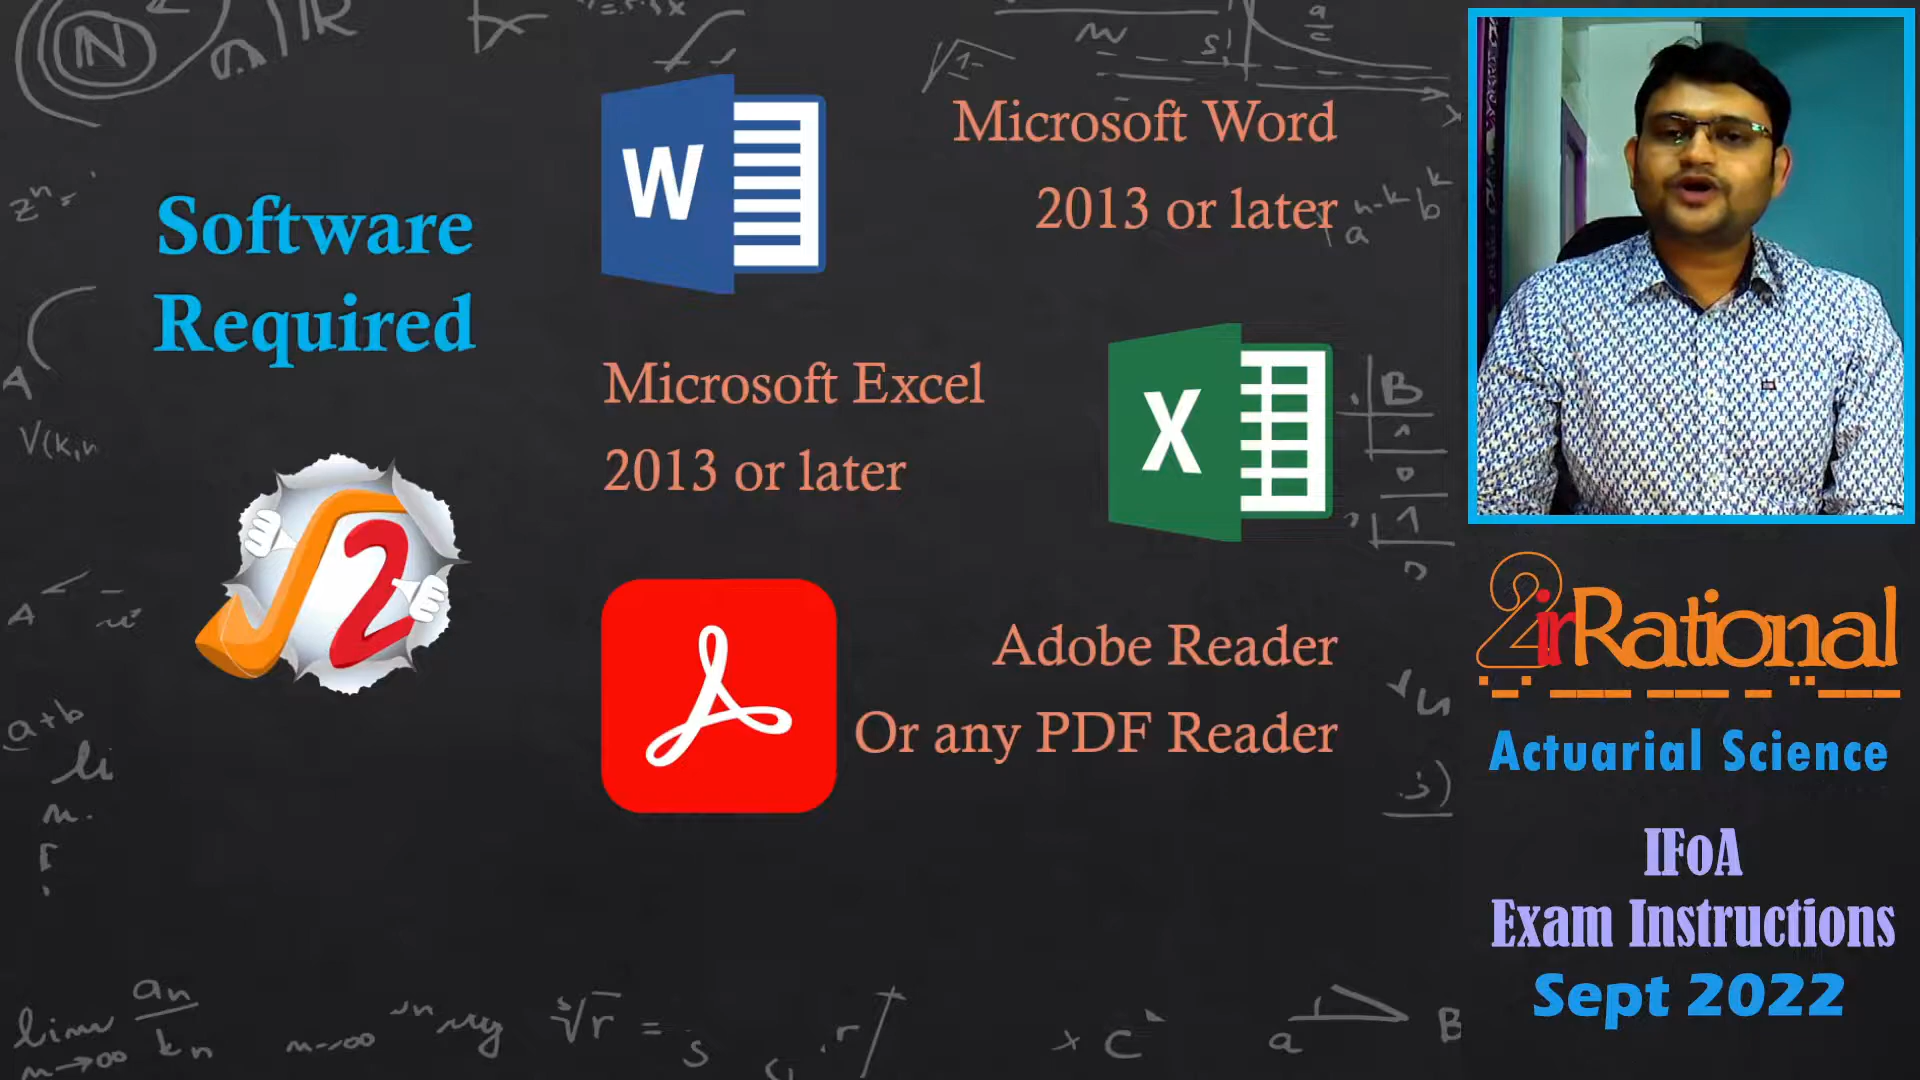 Software
Required
W
Microsoft Word
2013 or later
Microsoft Excel
2013 or later
X
Adobe Reader
Or any PDF Reader
√2
2irRational
Actuarial Science
IFoA
Exam Instructions
Sept 2022